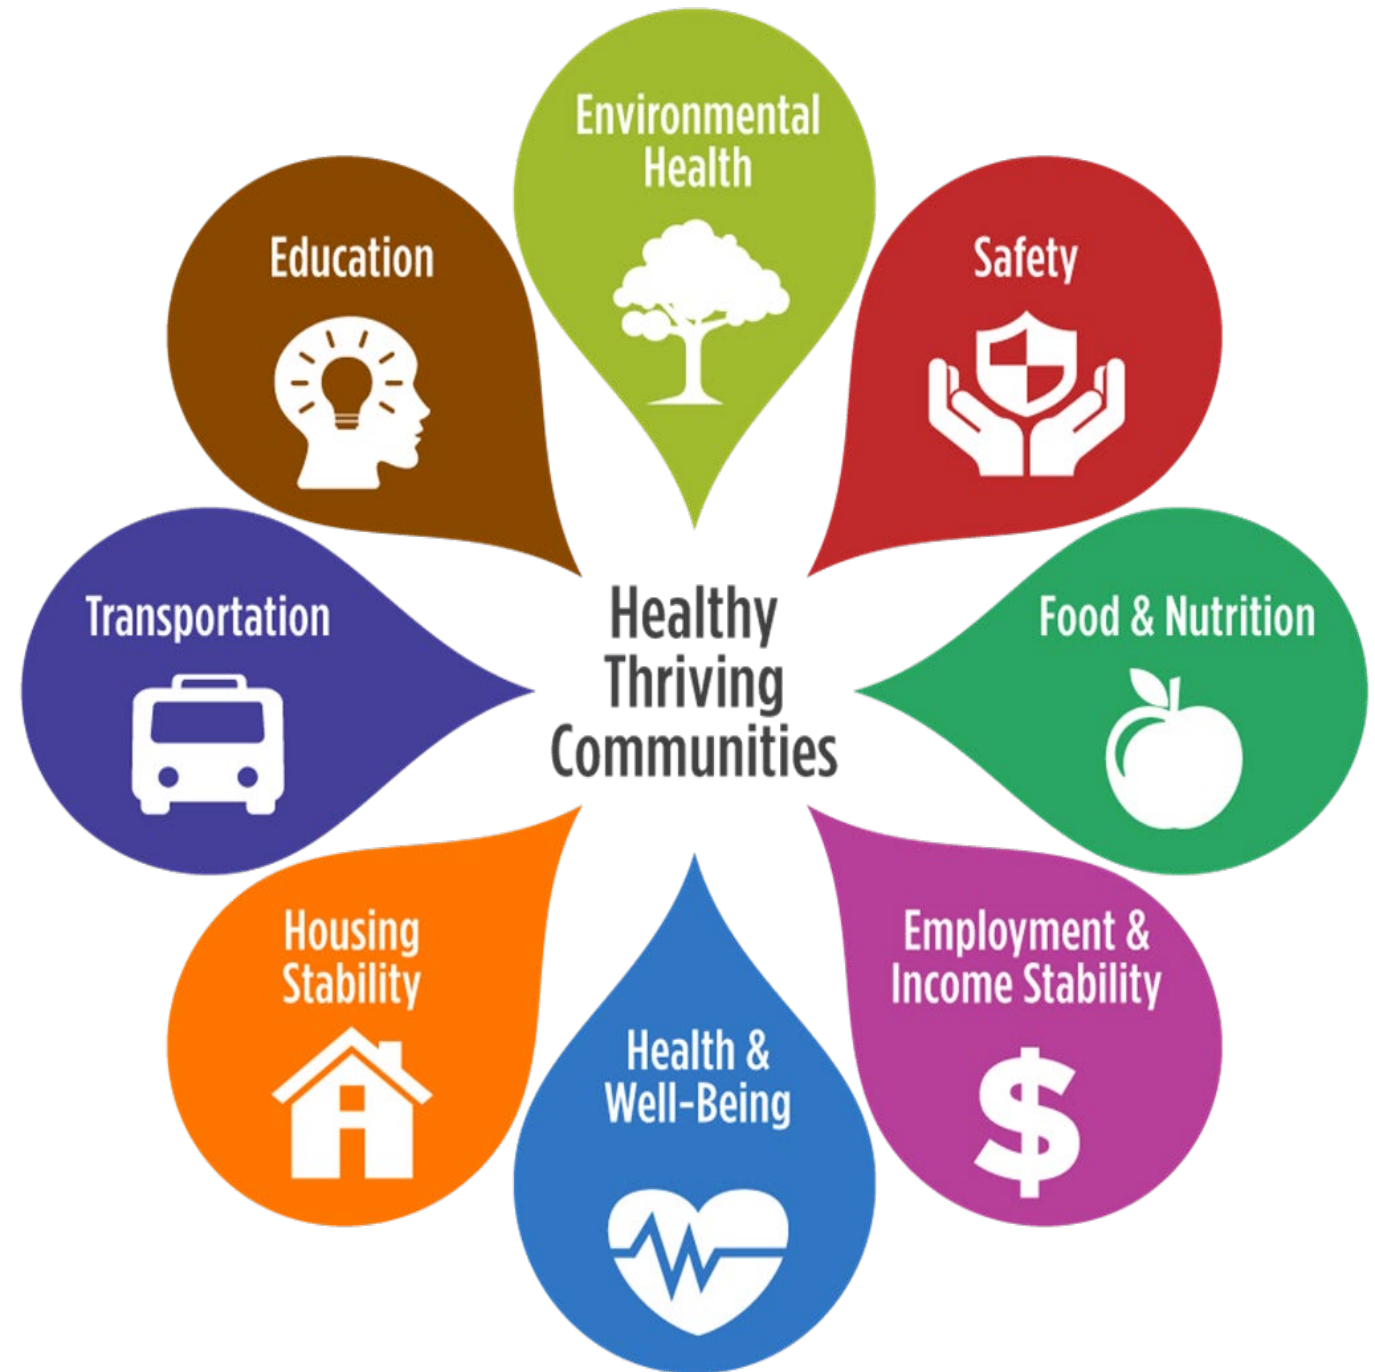 Environmental
Health
Education
Safety
Healthy
Thriving
Communities
Transportation
Food & Nutrition
Housing
Stability
Employment &
Income Stability
Health &
Well-Being
$